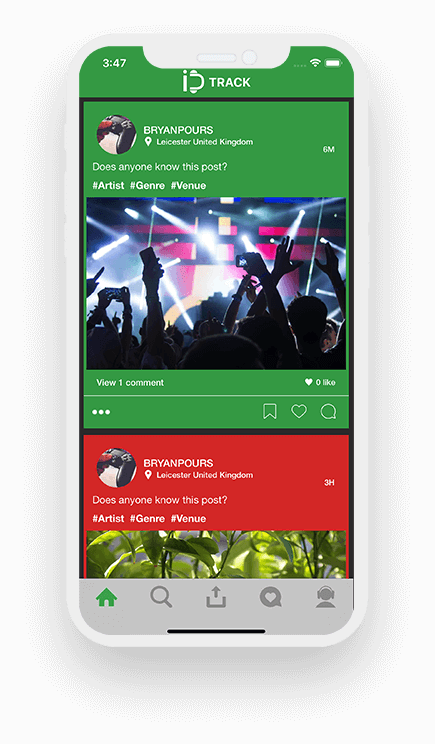 3:47
iD TRACK
BRYANPOURS
Leicester United Kingdom
6M
Does anyone know this post?
#Artist #Genre #Venue
View 1 comment
0 like
BRYANPOURS
Leicester United Kingdom
3H
Does anyone know this post?
#Artist #Genre #Venue